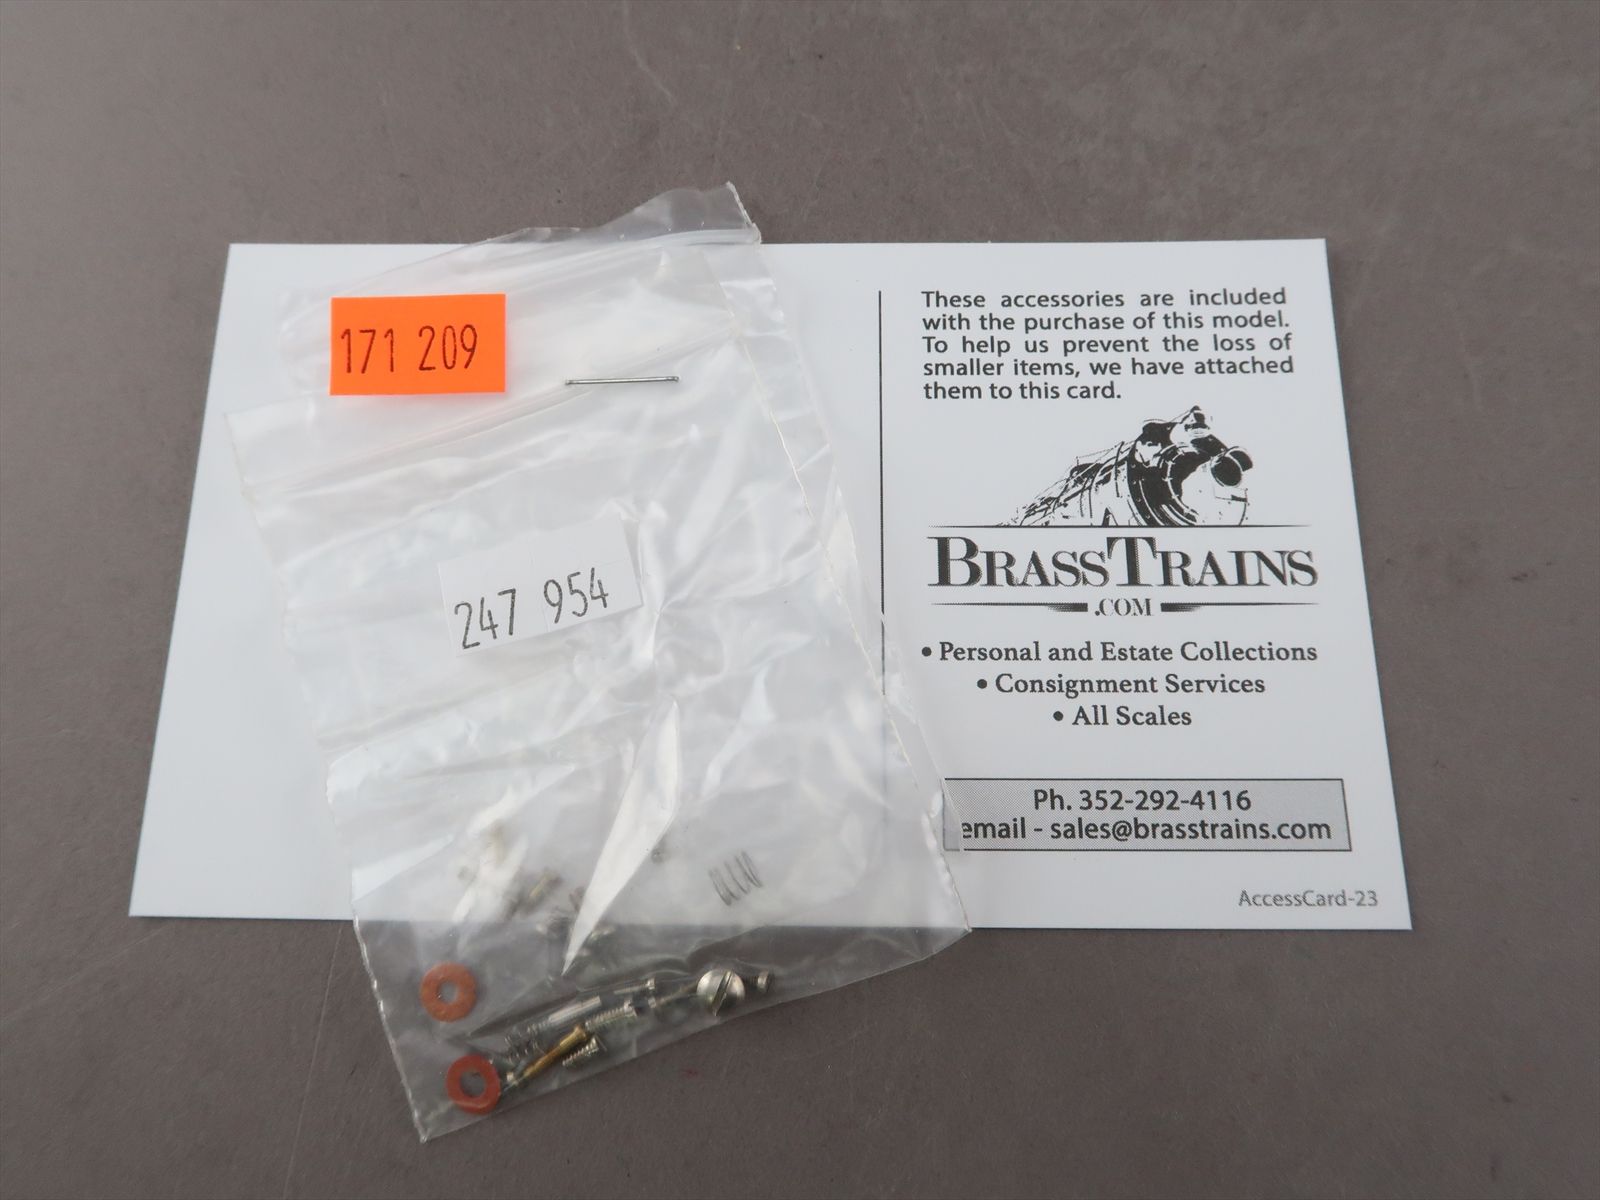 171 209
247 954
These accessories are included
with the purchase of this model.
To help us prevent the loss of
smaller items, we have attached
them to this card.
BRASSTRAINS
.COM
• Personal and Estate Collections
• Consignment Services
• All Scales
Ph. 352-292-4116
email - sales@brasstrains.com
AccessCard-23